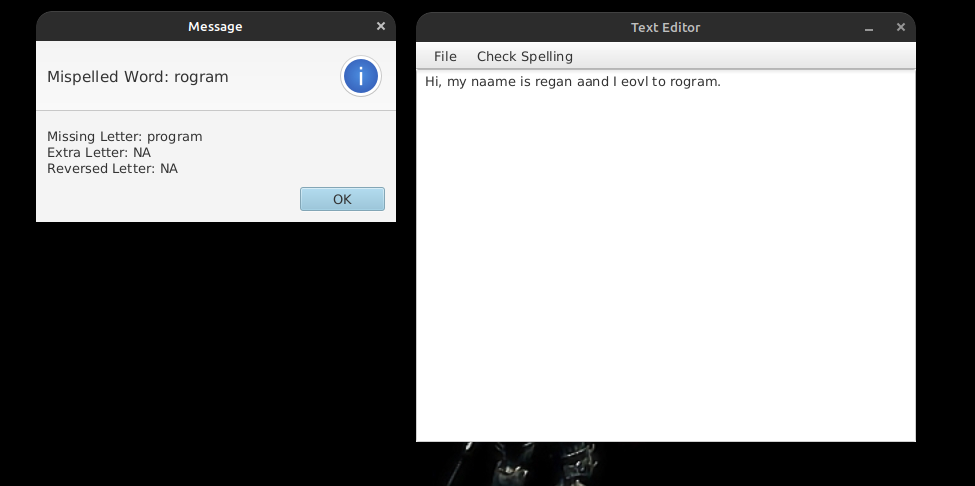 Message
Mispelled Word: rogram
Missing Letter: program
Extra Letter: NA
Reversed Letter: NA
OK
Text Editor
File Check Spelling
Hi, my naame is regan aand I eovl to rogram.